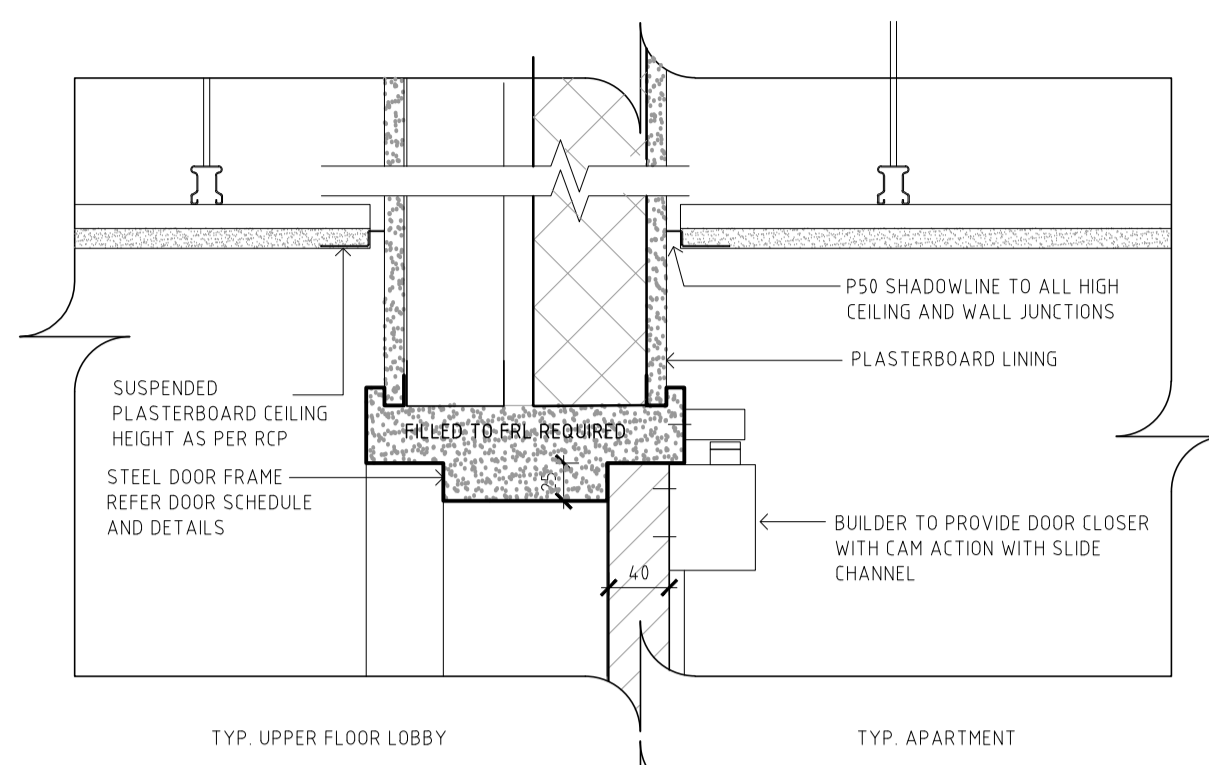 P50 SHADOWLINE TO ALL HIGH
CEILING AND WALL JUNCTIONS
PLASTERBOARD LINING
SUSPENDED
PLASTERBOARD CEILING
HEIGHT AS PER RCP
FILLED TO FRL REQUIRED
STEEL DOOR FRAME
REFER DOOR SCHEDULE
AND DETAILS
25
BUILDER TO PROVIDE DOOR CLOSER
WITH CAM ACTION WITH SLIDE
CHANNEL
40
TYP. UPPER FLOOR LOBBY
TYP. APARTMENT